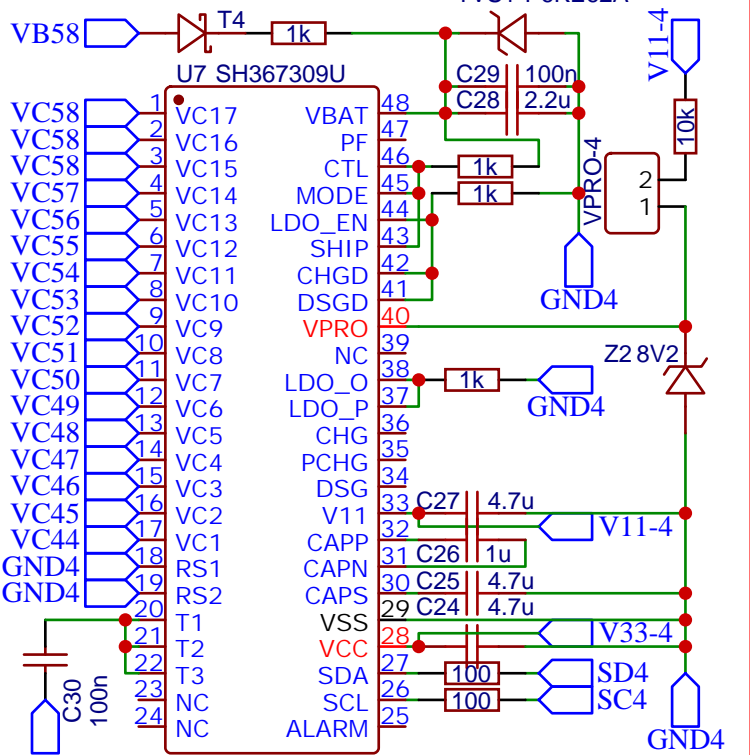 VB58
T4
1k
U7 SH367309U
C29 100n
C28 2.2u
V11-4
10k
VPRO-4
2
1
1k
1k
GND4
VC58 1 VC17 VBAT 48
VC58 2 VC16 PF 47
VC58 3 VC15 CTL 46
VC57 4 VC14 MODE 45
VC56 5 VC13 LDO_EN 44
VC55 6 VC12 SHIP 43
VC54 7 VC11 CHGD 42
VC53 8 VC10 DSGD 41
VC52 9 VC9 VPRO 40
VC51 10 VC8 NC 39
VC50 11 VC7 LDO_O 38 1k
VC49 12 VC6 LDO_P 37 GND4
VC48 13 VC5 CHG 36
VC47 14 VC4 PCHG 35
VC46 15 VC3 DSG 34
VC45 16 VC2 V11 33 C27 4.7u V11-4
VC44 17 VC1 CAPP 32
GND4 18 RS1 CAPN 31 C26 1u
GND4 19 RS2 CAPS 30 C25 4.7u
20 T1 VSS 29 C24 4.7u
21 T2 VCC 28 V33-4
22 T3 SDA 27 100 SD4
23 NC SCL 26 100 SC4
24 NC ALARM 25
Z2 8V2
C30
100n
GND4